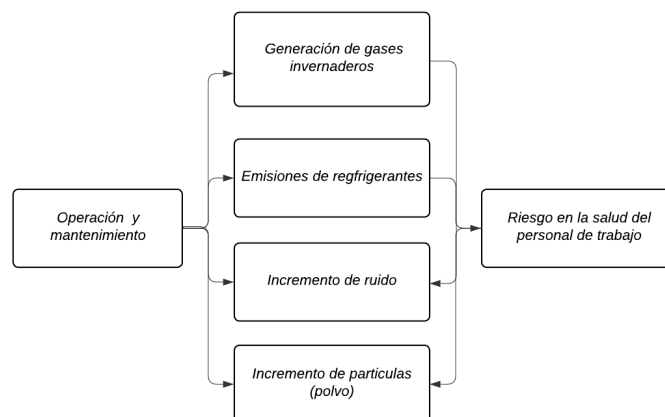 Generación de gases
invernaderos
Emisiones de regfrigerantes
Operación y
mantenimiento
Riesgo en la salud del
personal de trabajo
Incremento de ruido
Incremento de particulas
(polvo)